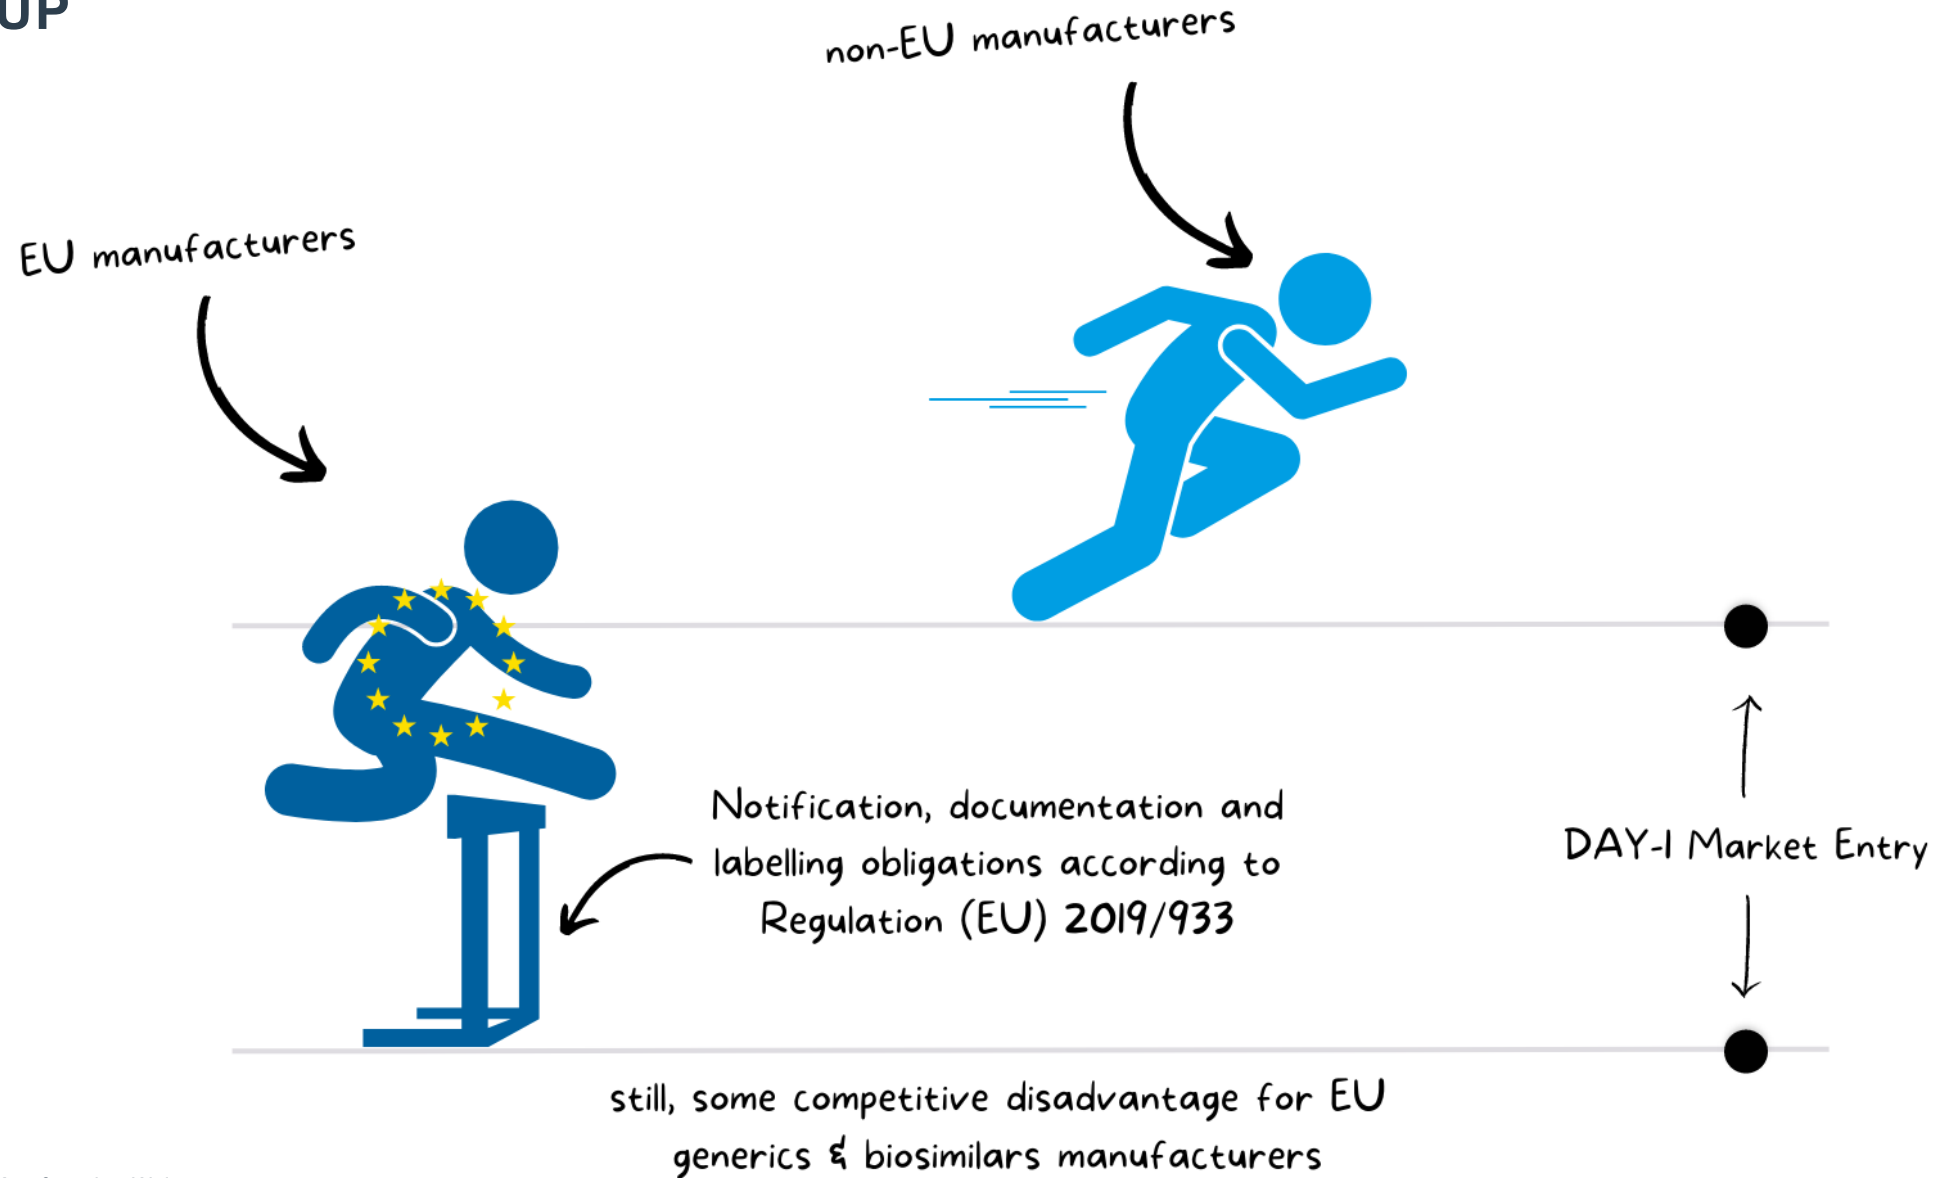 UP
non-EU manufacturers
EU manufacturers
Notification, documentation and
labelling obligations according to
Regulation (EU) 2019/933
DAY-1 Market Entry
still, some competitive disadvantage for EU
generics & biosimilars manufacturers